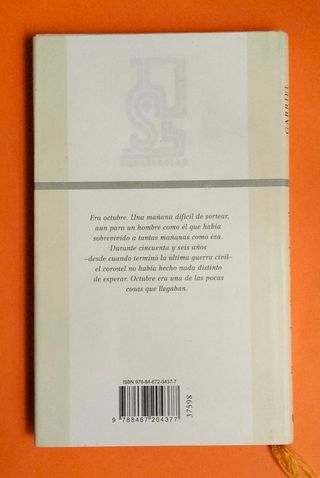 GABRIEL
Era octubre. Una mañana difícil de sortear,
aun para un hombre como él que había
sobrevivido a tantas mañanas como ésa.
Durante cincuenta y seis años
–desde cuando terminó la última guerra civil–
el coronel no había hecho nada distinto
de esperar. Octubre era una de las pocas
cosas que llegaban.
ISBN 978-84-672-0437-7
37598
9 788467 204377